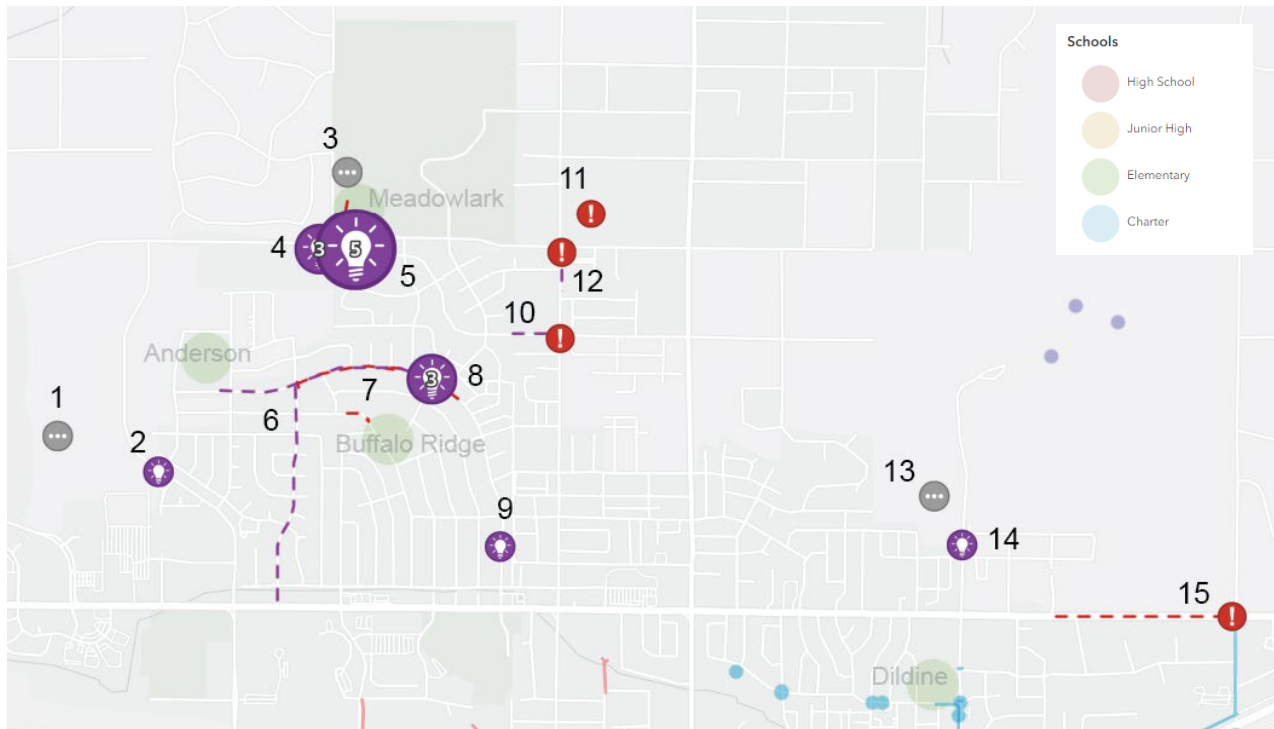 Schools
High School
Junior High
Elementary
Charter
3
...
Meadowlark
11
!
4
3
5
5
!
12
10
!
Anderson
3
8
7
1
...
6
2
Buffalo Ridge
13
...
9
14
15
!
Dildine